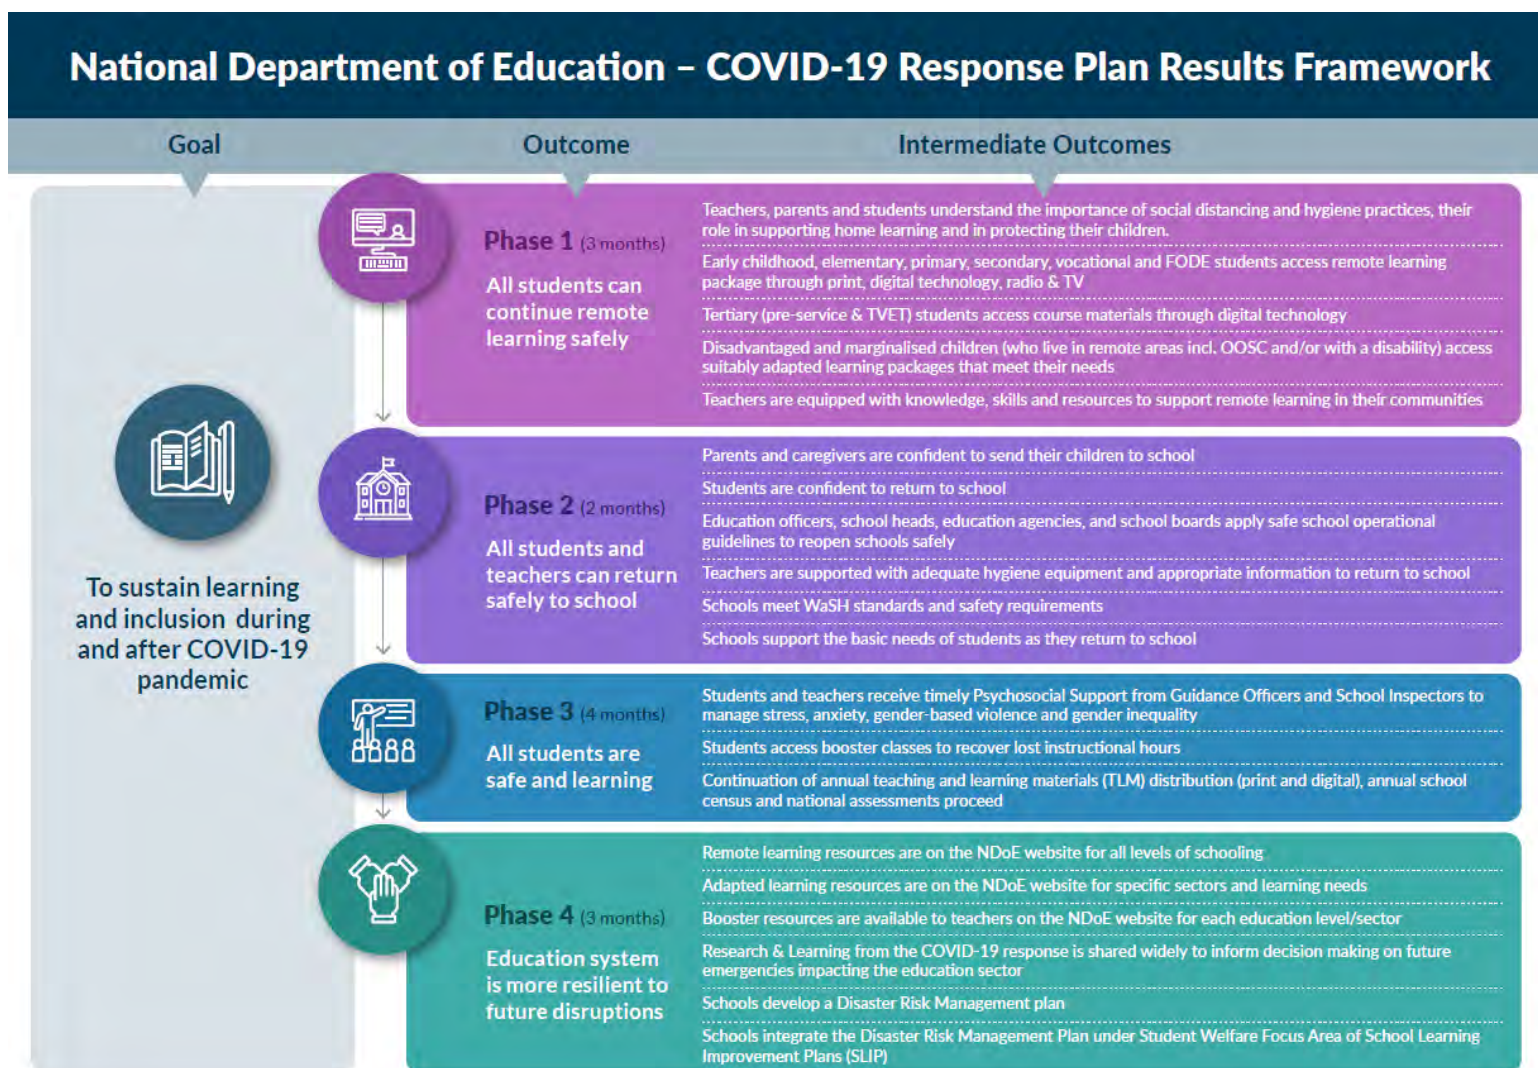 National Department of Education – COVID-19 Response Plan Results Framework
Goal
Outcome
Intermediate Outcomes
To sustain learning
and inclusion during
and after COVID-19
pandemic
Phase 1 (3 months)
All students can
continue remote
learning safely
Teachers, parents and students understand the importance of social distancing and hygiene practices, their
role in supporting home learning and in protecting their children.
Early childhood, elementary, primary, secondary, vocational and FODE students access remote learning
package through print, digital technology, radio & TV
Tertiary (pre-service & TVET) students access course materials through digital technology
Disadvantaged and marginalised children (who live in remote areas incl. OOSC and/or with a disability) access
suitably adapted learning packages that meet their needs
Teachers are equipped with knowledge, skills and resources to support remote learning in their communities
Phase 2 (2 months)
All students and
teachers can return
safely to school
Parents and caregivers are confident to send their children to school
Students are confident to return to school
Education officers, school heads, education agencies, and school boards apply safe school operational
guidelines to reopen schools safely
Teachers are supported with adequate hygiene equipment and appropriate information to return to school
Schools meet WaSH standards and safety requirements
Schools support the basic needs of students as they return to school
Phase 3 (4 months)
All students are
safe and learning
Students and teachers receive timely Psychosocial Support from Guidance Officers and School Inspectors to
manage stress, anxiety, gender-based violence and gender inequality
Students access booster classes to recover lost instructional hours
Continuation of annual teaching and learning materials (TLM) distribution (print and digital), annual school
census and national assessments proceed
Phase 4 (3 months)
Education system
is more resilient to
future disruptions
Remote learning resources are on the NDoE website for all levels of schooling
Adapted learning resources are on the NDoE website for specific sectors and learning needs
Booster resources are available to teachers on the NDoE website for each education level/sector
Research & Learning from the COVID-19 response is shared widely to inform decision making on future
emergencies impacting the education sector
Schools develop a Disaster Risk Management plan
Schools integrate the Disaster Risk Management Plan under Student Welfare Focus Area of School Learning
Improvement Plans (SLIP)